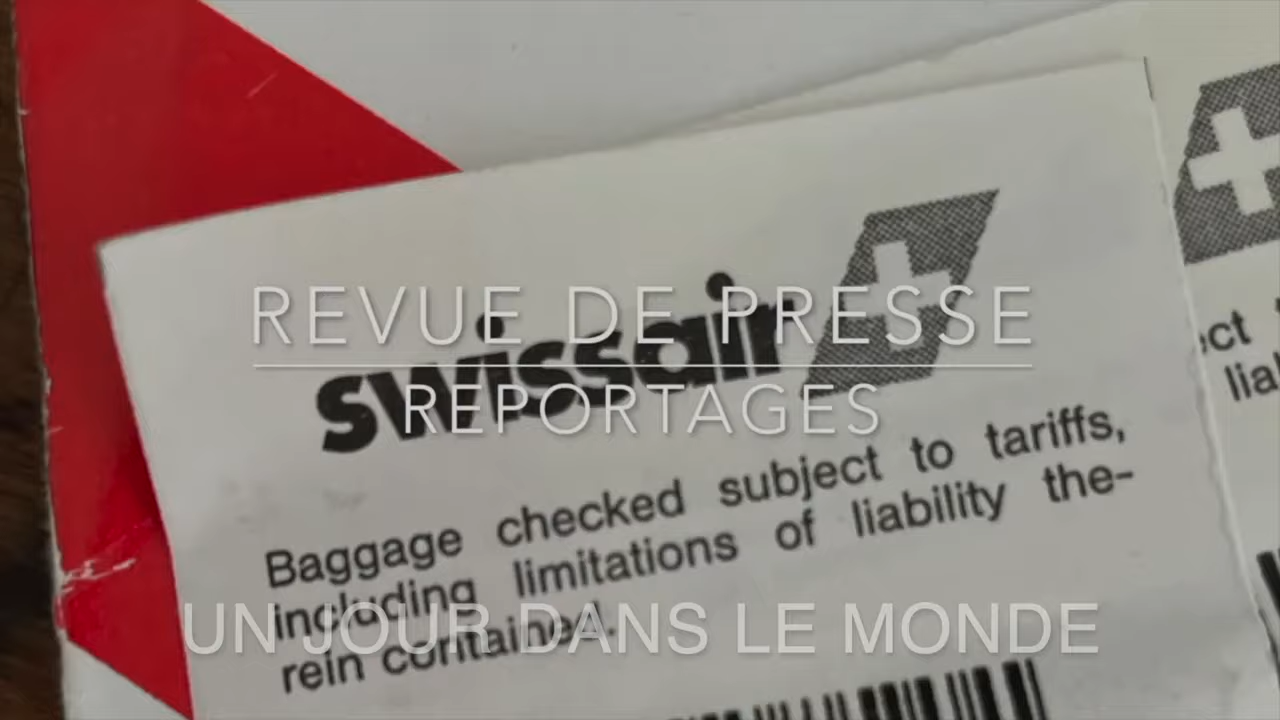 REVUE DE PRESSE
swissair
REPORTAGES
Baggage checked subject to tariffs,
including limitations of liability the-
rein contained.
UN JOUR DANS LE MONDE
ct
lia